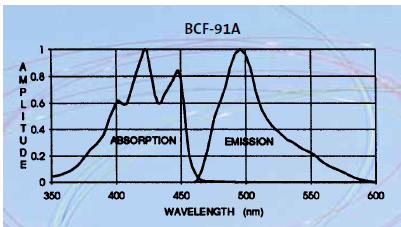 BCF-91A
AMPLITUDE
1
0.8
0.6
0.4
0.2
0
ABSORPTION
EMISSION
350 400 450 500 550 600
WAVELENGTH (nm)